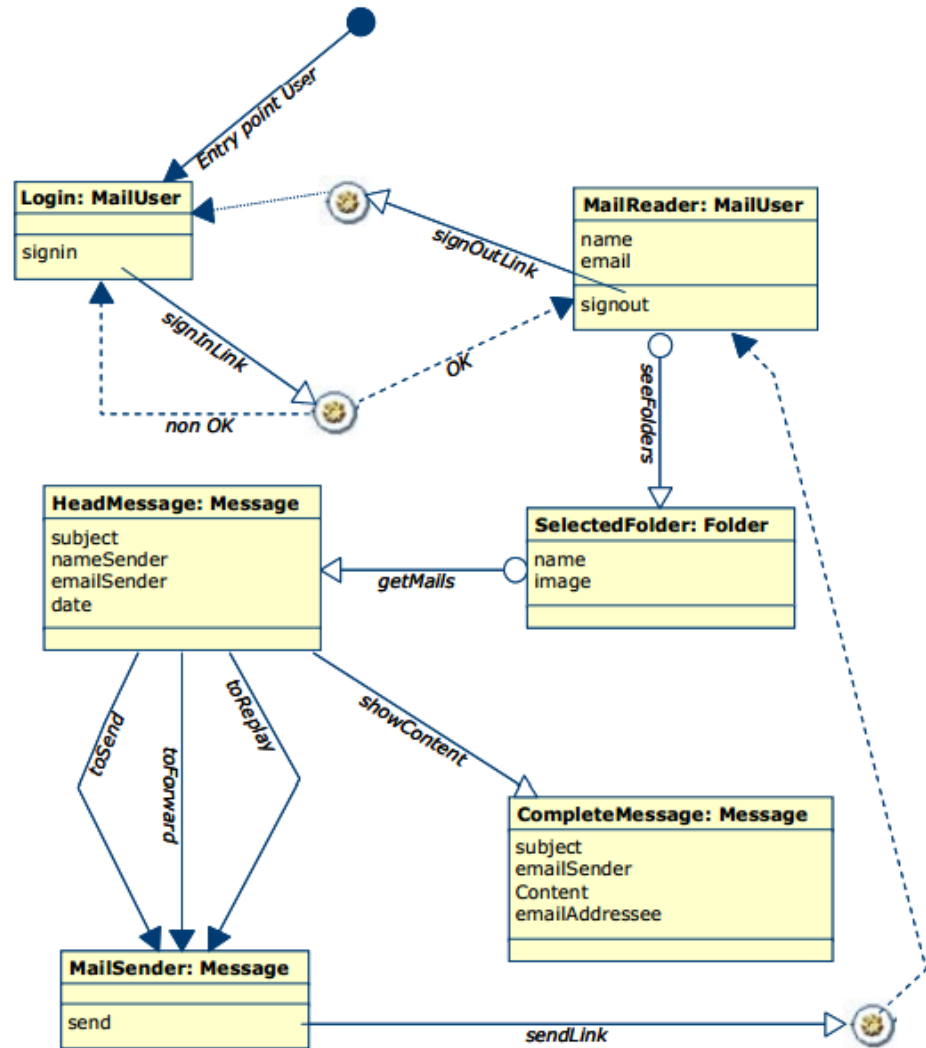 Entry point User
Login: MailUser
signin
signOutLink
MailReader: MailUser
name
email
signout
signInLink
OK
non OK
seeFolders
HeadMessage: Message
subject
nameSender
emailSender
date
SelectedFolder: Folder
name
image
getMails
toSend
toForward
toReplay
showContent
CompleteMessage: Message
subject
emailSender
Content
emailAddressee
MailSender: Message
send
sendLink